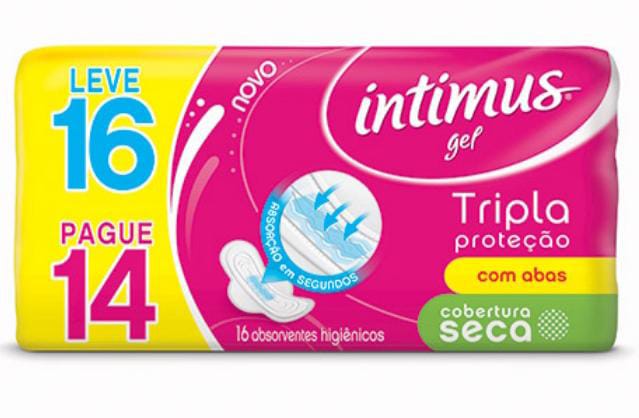 LEVE
16
PAGUE
14
novo
intimus
gel
ABSORÇÃO em SEGUNDOS
Tripla
proteção
com abas
cobertura
seca
16 absorventes higiênicos